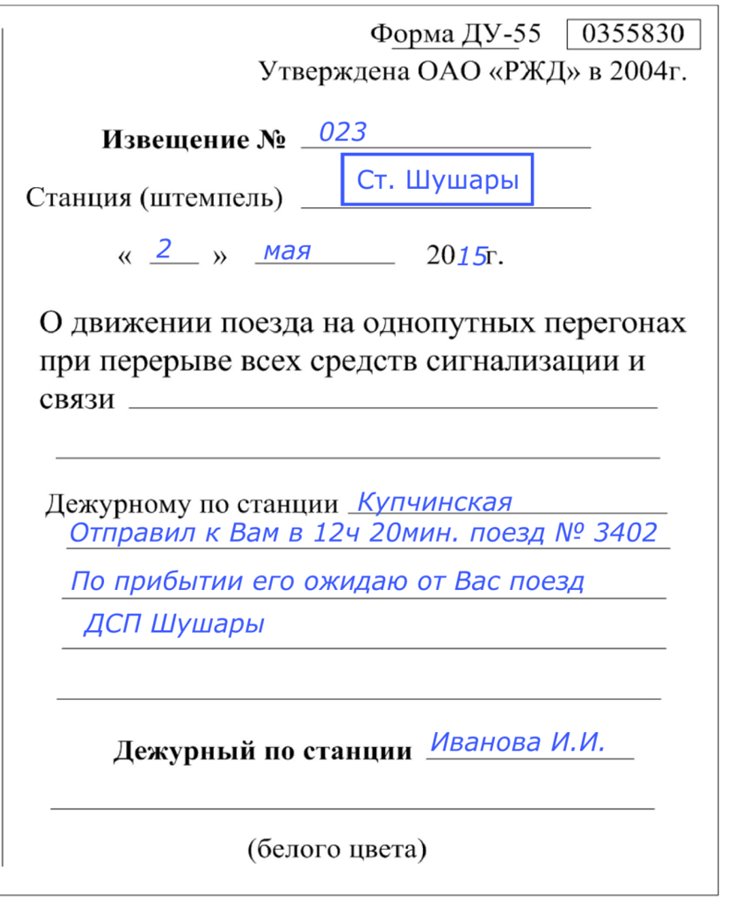 Форма ДУ-55 0355830
Утверждена ОАО «РЖД» в 2004г.
Извещение № 023
Станция (штемпель) Ст. Шушары
« 2 » мая 2015г.
О движении поезда на однопутных перегонах
при перерыве всех средств сигнализации и
связи
Дежурному по станции Купчинская
Отправил к Вам в 12ч 20мин. поезд № 3402
По прибытии его ожидаю от Вас поезд
ДСП Шушары
Дежурный по станции Иванова И.И.
(белого цвета)